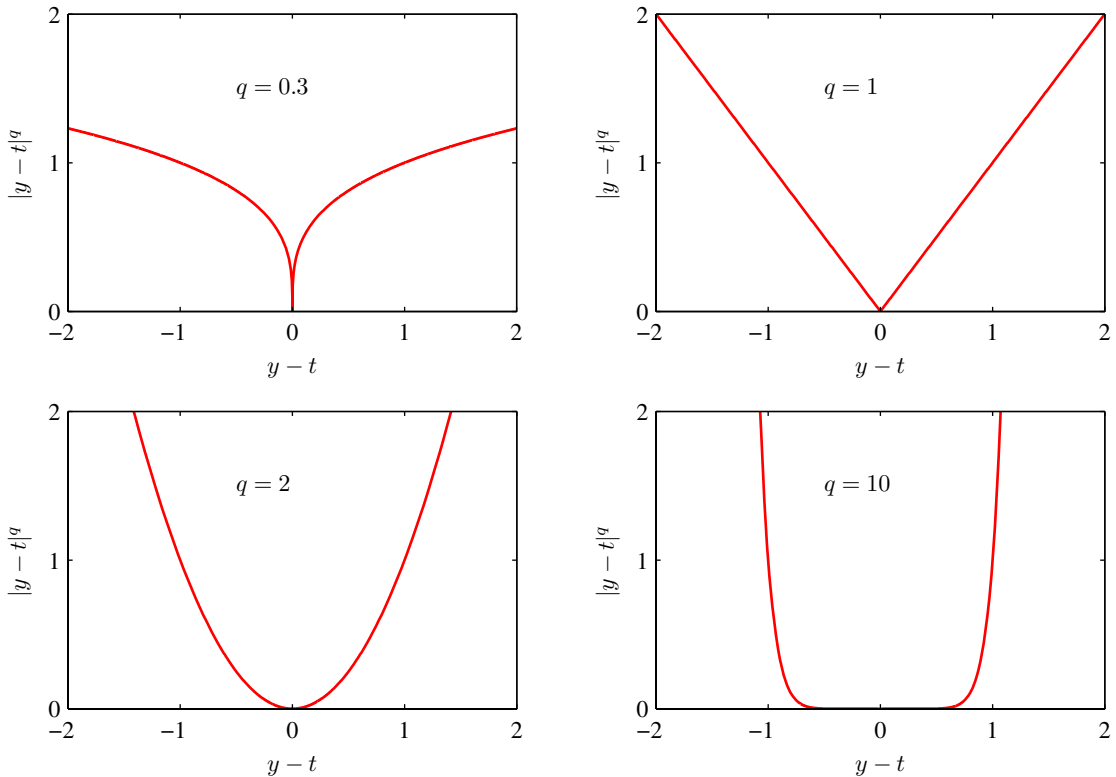 2
1
0
|y − t|^q
q = 0.3
−2 −1 0 1 2
y − t
2
1
0
|y − t|^q
q = 1
−2 −1 0 1 2
y − t
2
1
0
|y − t|^q
q = 2
−2 −1 0 1 2
y − t
2
1
0
|y − t|^q
q = 10
−2 −1 0 1 2
y − t